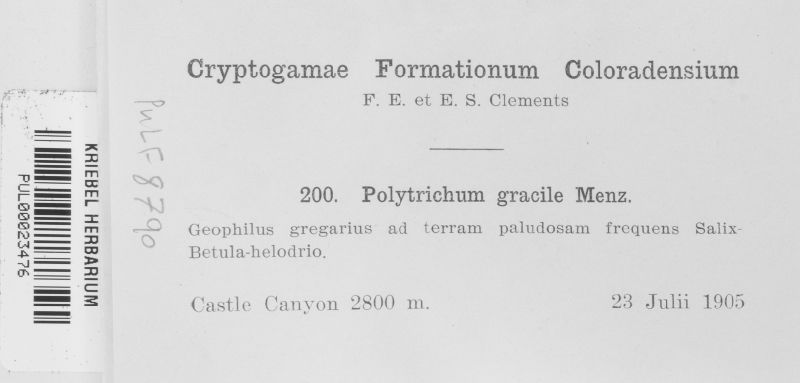 Cryptogamae Formationum Coloradensium
F. E. et E. S. Clements
200. Polytrichum gracile Menz.
Geophilus gregarius ad terram paludosam frequens Salix-
Betula-helodrio.
Castle Canyon 2800 m. 23 Julii 1905
PULF8790
KRIEBEL HERBARIUM
PUL00023476